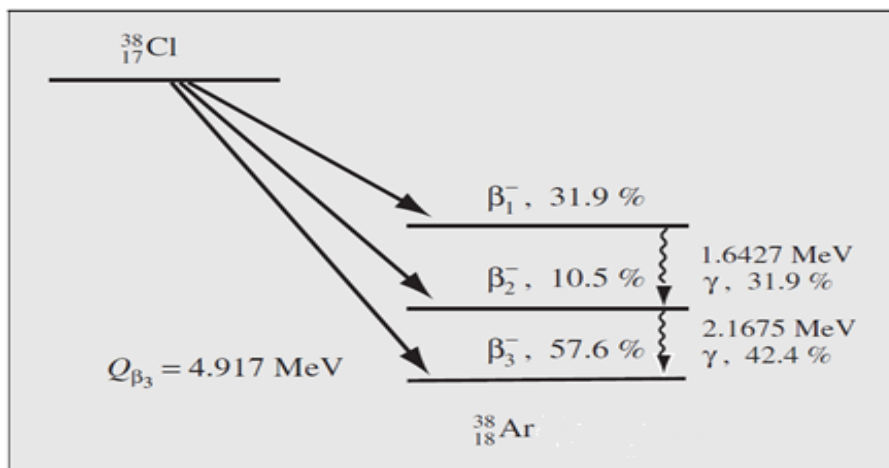 ³⁸₁₇Cl
β₁⁻, 31.9 %
1.6427 MeV
γ, 31.9 %
β₂⁻, 10.5 %
2.1675 MeV
γ, 42.4 %
β₃⁻, 57.6 %
Q_β₃ = 4.917 MeV
³⁸₁₈Ar